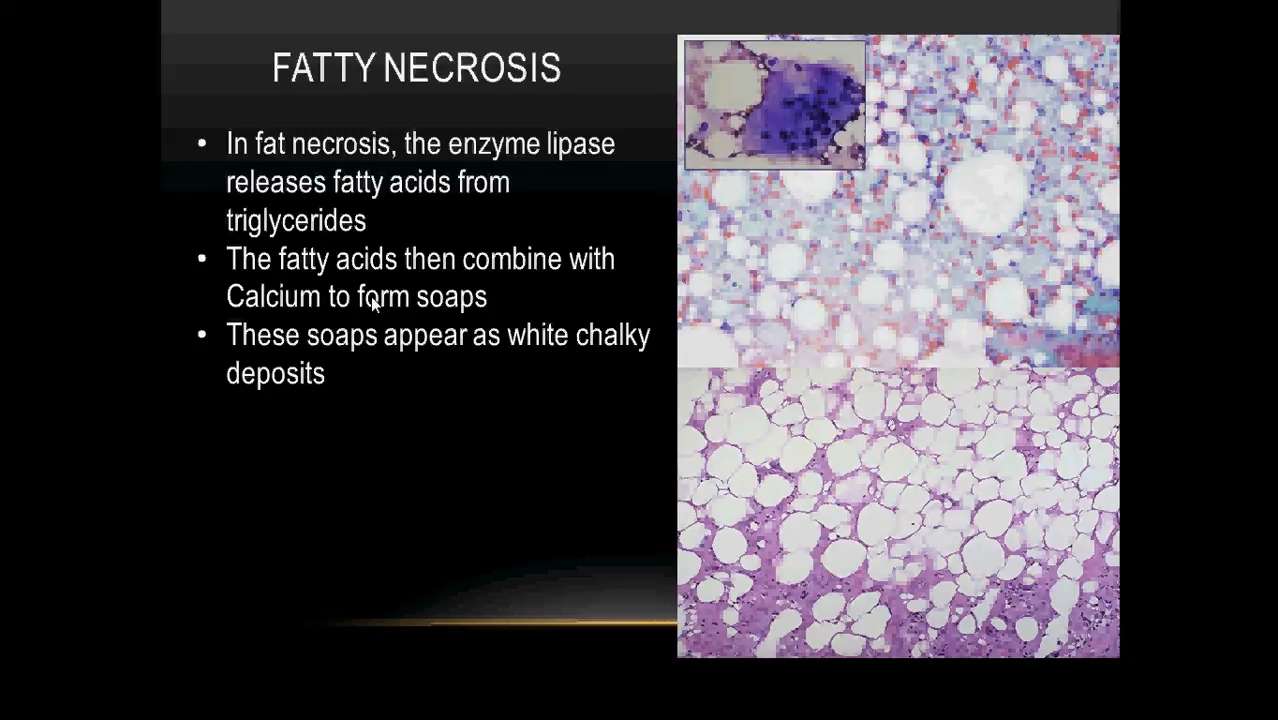 FATTY NECROSIS
• In fat necrosis, the enzyme lipase
releases fatty acids from
triglycerides
• The fatty acids then combine with
Calcium to form soaps
• These soaps appear as white chalky
deposits